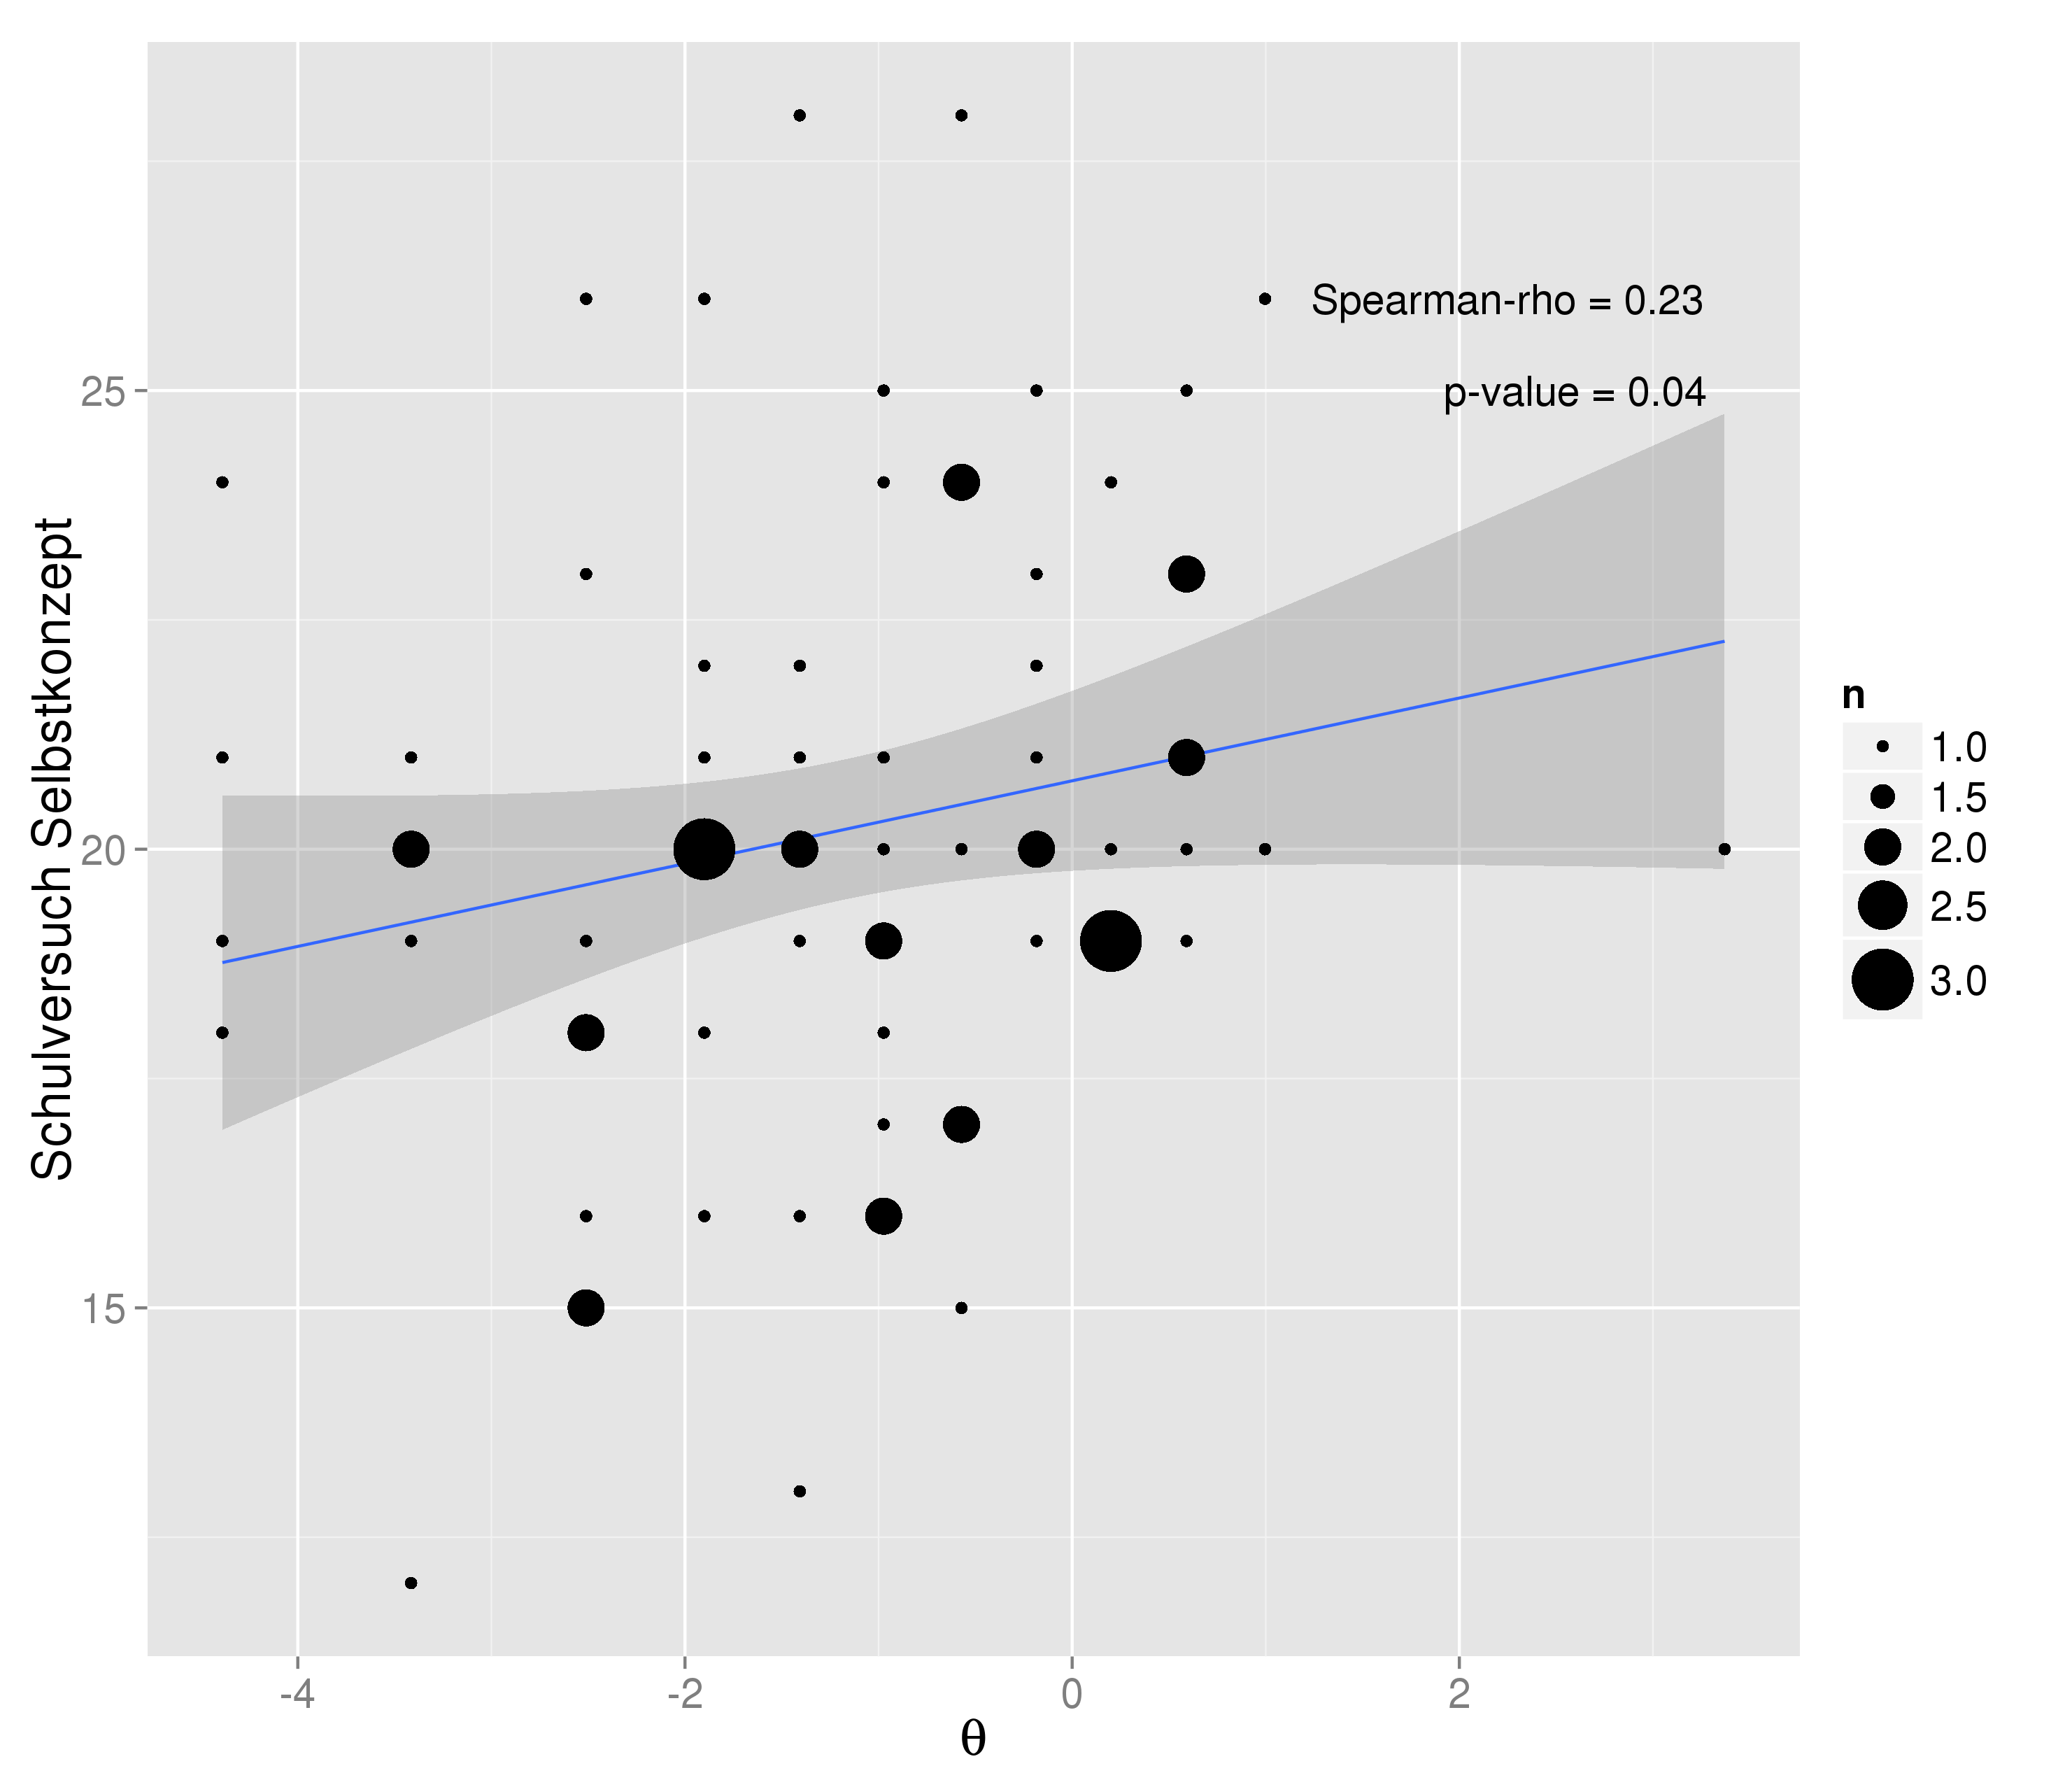 Spearman-rho = 0.23
p-value = 0.04
25
20
15
Schulversuch Selbstkonzept
-4
-2
0
2
θ
n
1.0
1.5
2.0
2.5
3.0